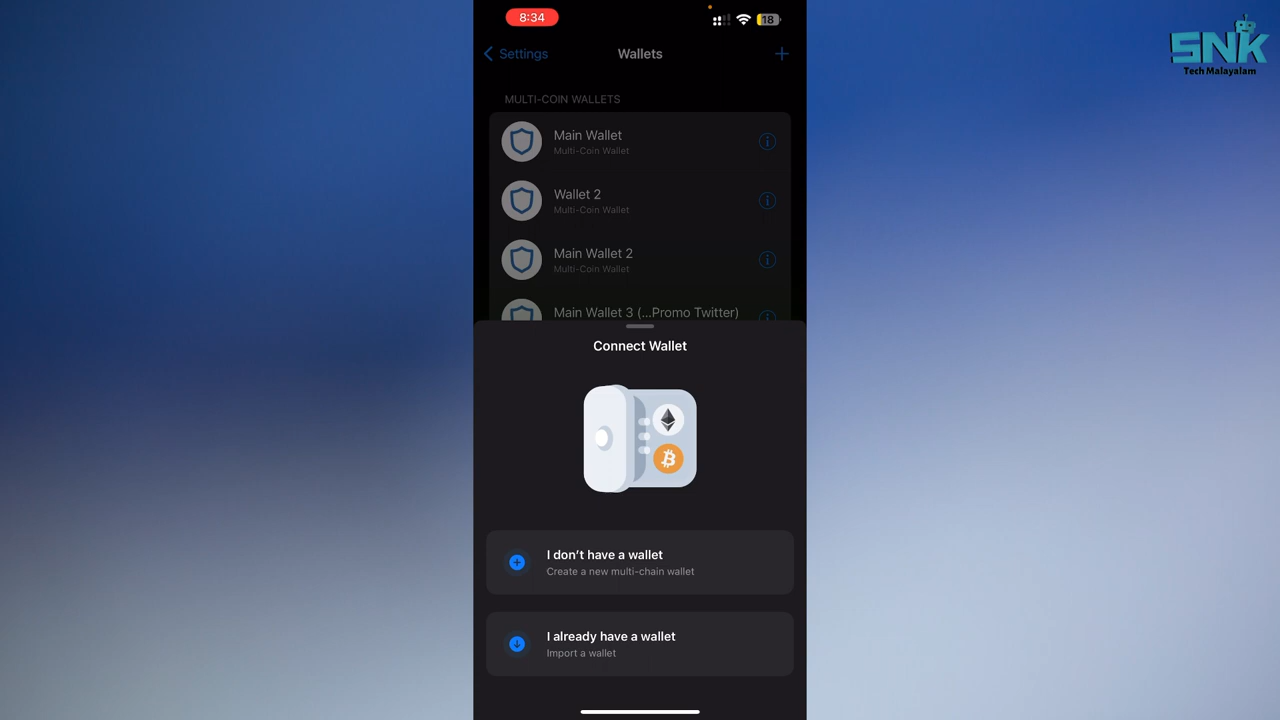 8:34
18
Settings
Wallets
MULTI-COIN WALLETS
Main Wallet
Multi-Coin Wallet
Wallet 2
Multi-Coin Wallet
Main Wallet 2
Multi-Coin Wallet
Main Wallet 3 (...Promo Twitter)
Connect Wallet
I don’t have a wallet
Create a new multi-chain wallet
I already have a wallet
Import a wallet
SNK
Tech Malayalam